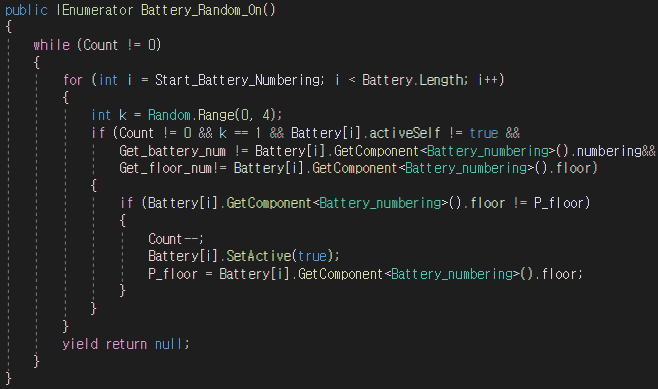 public IEnumerator Battery_Random_On()
{
    while (Count != 0)
    {
        for (int i = Start_Battery_Numbering; i < Battery.Length; i++)
        {
            int k = Random.Range(0, 4);
            if (Count != 0 && k == 1 && Battery[i].activeSelf != true &&
                Get_battery_num != Battery[i].GetComponent<Battery_numbering>().numbering&&
                Get_floor_num!= Battery[i].GetComponent<Battery_numbering>().floor)
            {
                if (Battery[i].GetComponent<Battery_numbering>().floor != P_floor)
                {
                    Count--;
                    Battery[i].SetActive(true);
                    P_floor = Battery[i].GetComponent<Battery_numbering>().floor;
                }
            }
        }
        yield return null;
    }
}